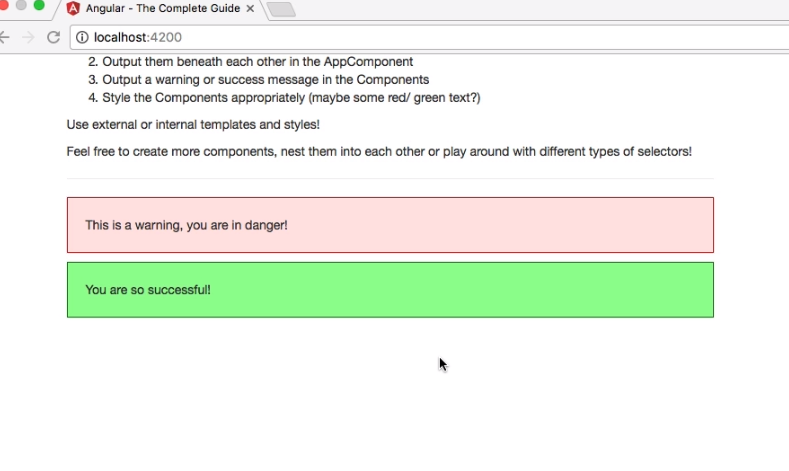 Angular - The Complete Guide
localhost:4200
2. Output them beneath each other in the AppComponent
3. Output a warning or success message in the Components
4. Style the Components appropriately (maybe some red/ green text?)
Use external or internal templates and styles!
Feel free to create more components, nest them into each other or play around with different types of selectors!
This is a warning, you are in danger!
You are so successful!